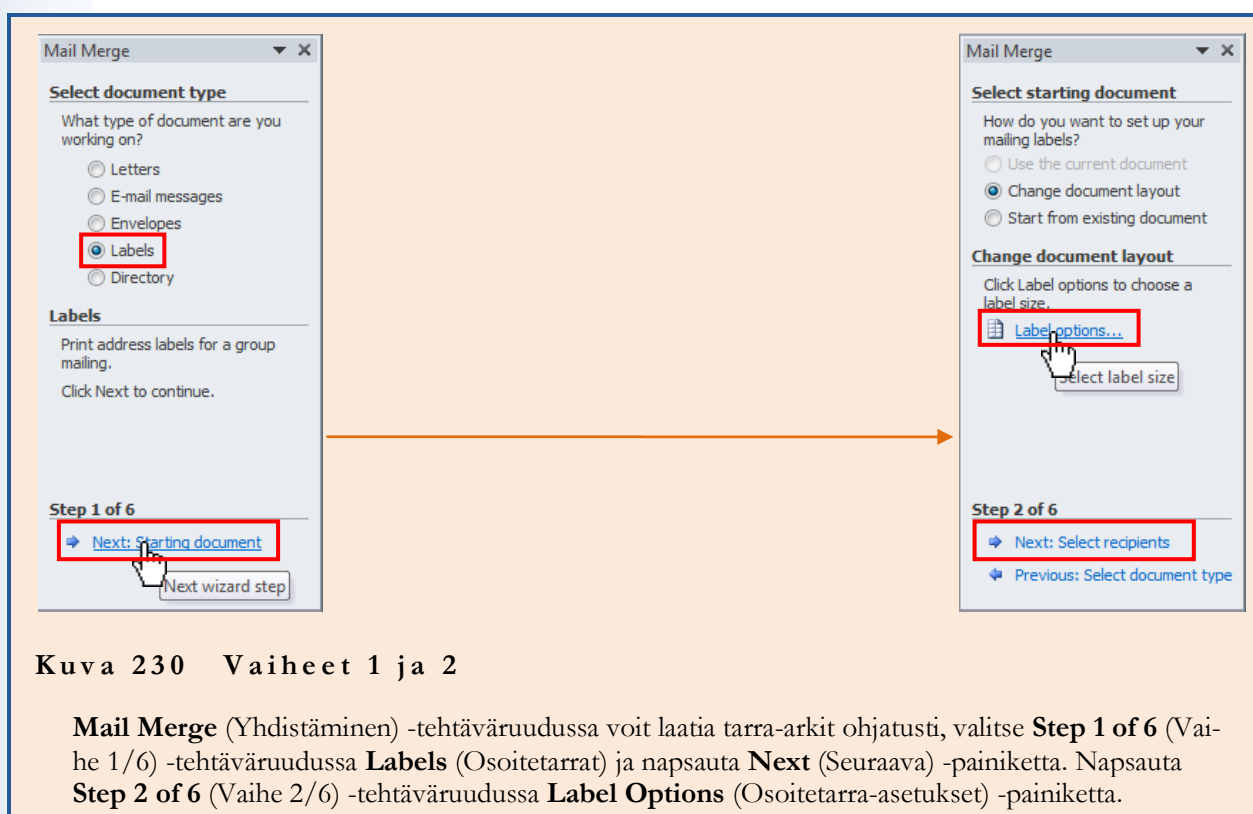 Mail Merge
Select document type
What type of document are you
working on?
Letters
E-mail messages
Envelopes
Labels
Directory
Labels
Print address labels for a group
mailing.
Click Next to continue.
Step 1 of 6
Next: Starting document
Next wizard step
Mail Merge
Select starting document
How do you want to set up your
mailing labels?
Use the current document
Change document layout
Start from existing document
Change document layout
Click Label options to choose a
label size.
Label options...
Select label size
Step 2 of 6
Next: Select recipients
Previous: Select document type
Kuva 230 Vaiheet 1 ja 2
Mail Merge (Yhdistäminen) -tehtäväruudussa voit laatia tarra-arkit ohjatusti, valitse Step 1 of 6 (Vai-
he 1/6) -tehtäväruudussa Labels (Osoitetarrat) ja napsauta Next (Seuraava) -painiketta. Napsauta
Step 2 of 6 (Vaihe 2/6) -tehtäväruudussa Label Options (Osoitetarra-asetukset) -painiketta.